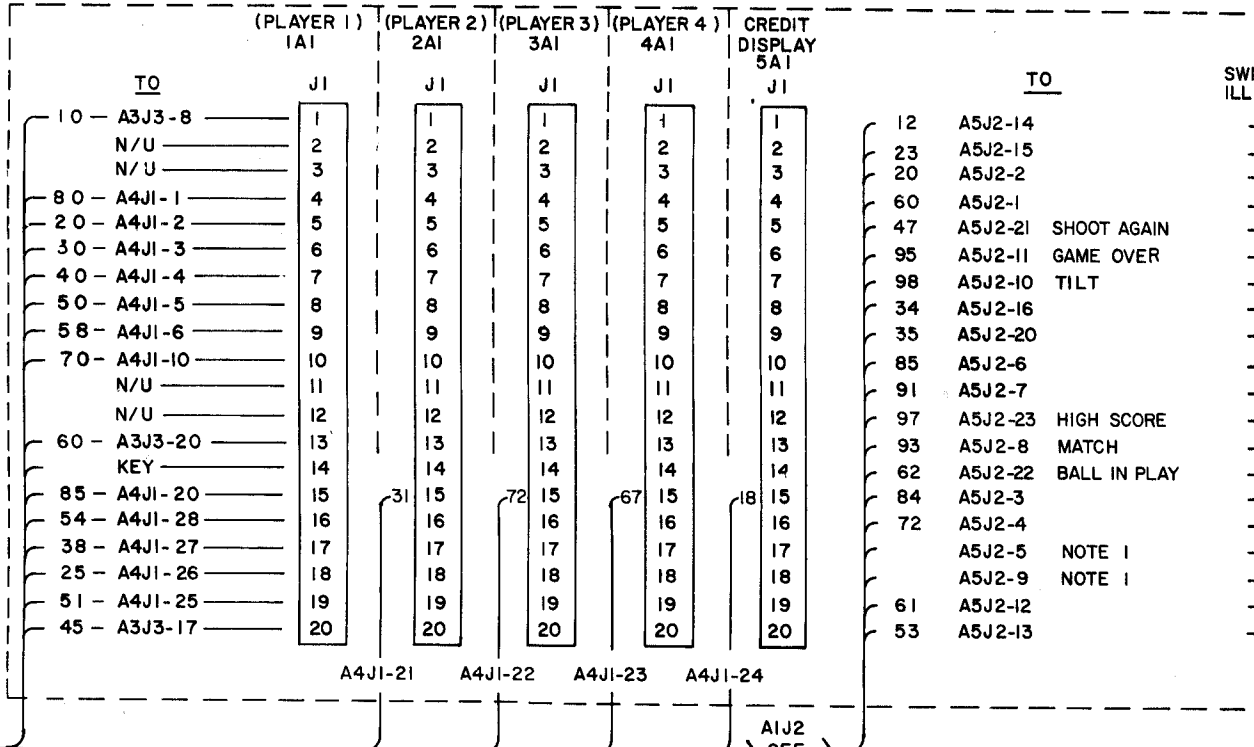 (PLAYER 1) (PLAYER 2) (PLAYER 3) (PLAYER 4) CREDIT
1A1 2A1 3A1 4A1 DISPLAY
5A1
TO J1 J1 J1 J1 J1 TO SWI
ILL
10 – A3J3-8 1 1 1 1 1 12 A5J2-14
N/U 2 2 2 2 2 23 A5J2-15
N/U 3 3 3 3 3 20 A5J2-2
80 – A4J1-1 4 4 4 4 4 60 A5J2-1
20 – A4J1-2 5 5 5 5 5 47 A5J2-21 SHOOT AGAIN
30 – A4J1-3 6 6 6 6 6 95 A5J2-11 GAME OVER
40 – A4J1-4 7 7 7 7 7 98 A5J2-10 TILT
50 – A4J1-5 8 8 8 8 8 34 A5J2-16
58 – A4J1-6 9 9 9 9 9 35 A5J2-20
70 – A4J1-10 10 10 10 10 10 85 A5J2-6
N/U 11 11 11 11 11 91 A5J2-7
N/U 12 12 12 12 12 97 A5J2-23 HIGH SCORE
60 – A3J3-20 13 13 13 13 13 93 A5J2-8 MATCH
KEY 14 14 14 14 14 62 A5J2-22 BALL IN PLAY
85 – A4J1-20 15 31 15 72 15 67 15 18 15 84 A5J2-3
54 – A4J1-28 16 16 16 16 16 72 A5J2-4
38 – A4J1-27 17 17 17 17 17 A5J2-5 NOTE 1
25 – A4J1-26 18 18 18 18 18 A5J2-9 NOTE 1
51 – A4J1-25 19 19 19 19 19 61 A5J2-12
45 – A3J3-17 20 20 20 20 20 53 A5J2-13
A4J1-21 A4J1-22 A4J1-23 A4J1-24
A1J2